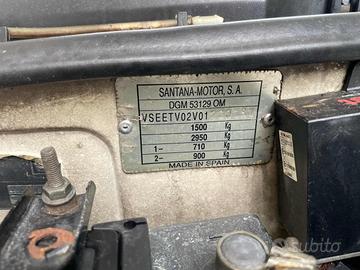 SANTANA-MOTOR, S.A.
DGM 53129 OM
VSEETV02V01
1500 Kg
2950 Kg
1- 710 Kg
2- 900 Kg
MADE IN SPAIN
subito